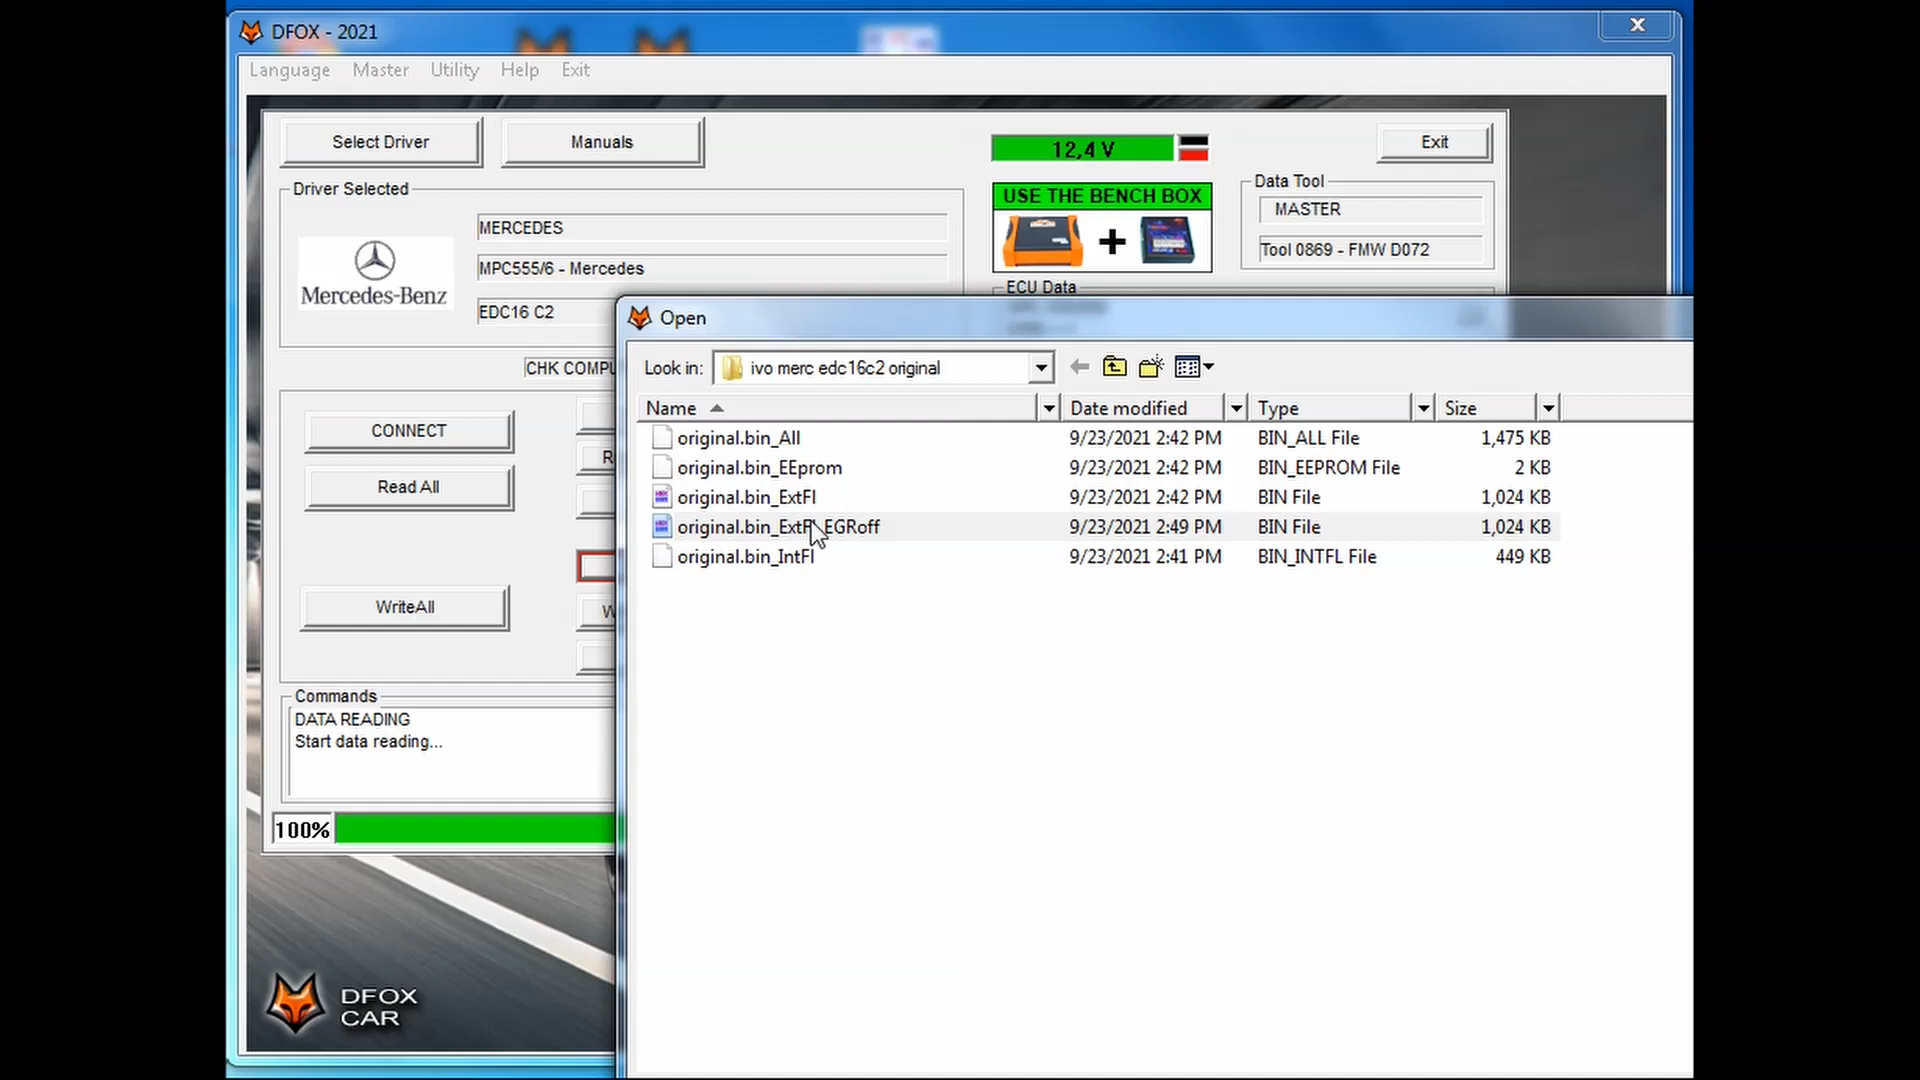 DFOX - 2021
Language Master Utility Help Exit
Select Driver
Manuals
12,4 V
Exit
Driver Selected
Data Tool
MERCEDES
USE THE BENCH BOX
MASTER
+
Tool 0869 - FMW D072
MPC555/6 - Mercedes
Mercedes-Benz
ECU Data
EDC16 C2
Open
CHK COMPU
Look in: ivo merc edc16c2 original
Name Date modified Type Size
CONNECT
original.bin_All 9/23/2021 2:42 PM BIN_ALL File 1,475 KB
R
original.bin_EEprom 9/23/2021 2:42 PM BIN_EEPROM File 2 KB
Read All
original.bin_ExtFl 9/23/2021 2:42 PM BIN File 1,024 KB
original.bin_ExtFl EGRoff 9/23/2021 2:49 PM BIN File 1,024 KB
original.bin_IntFl 9/23/2021 2:41 PM BIN_INTFL File 449 KB
WriteAll
W
Commands
DATA READING
Start data reading...
100%
DFOX
CAR